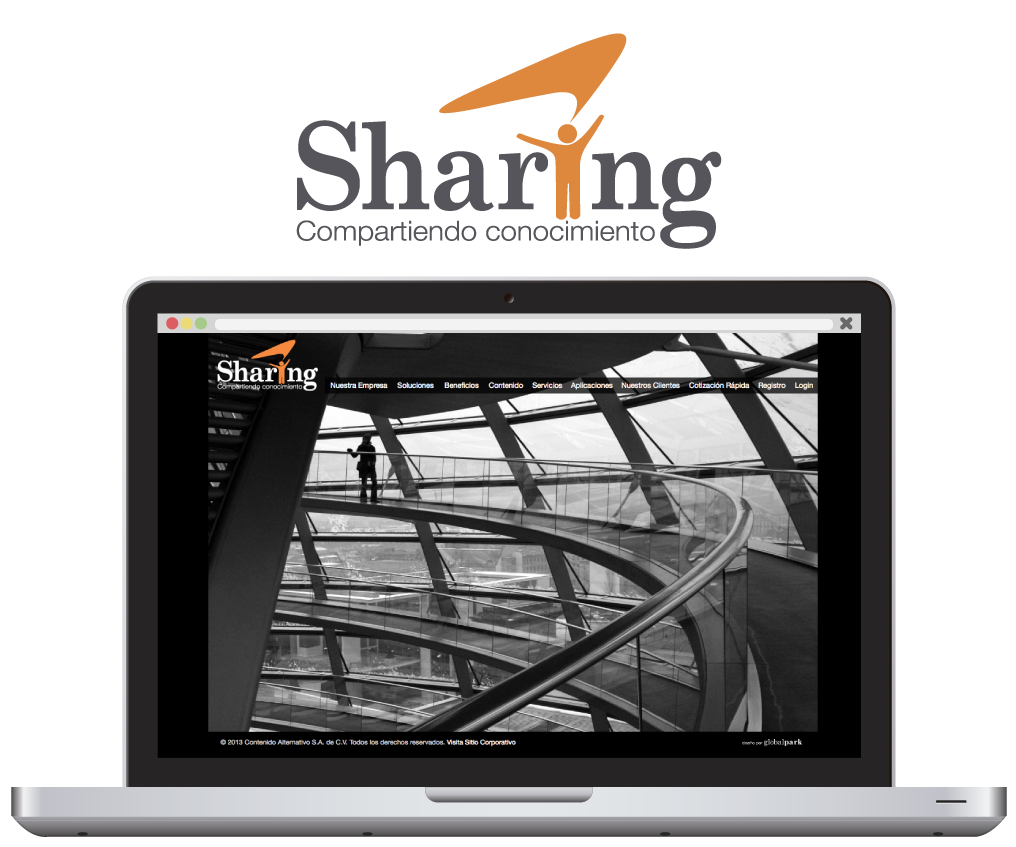 Sharing
Compartiendo conocimiento
Sharing
Compartiendo conocimiento
Nuestra Empresa Soluciones Beneficios Contenido Servicios Aplicaciones Nuestros Clientes Cotización Rápida Registro Login
© 2013 Contenido Alternativo S.A. de C.V. Todos los derechos reservados. Visita Sitio Corporativo
diseño por globalpark